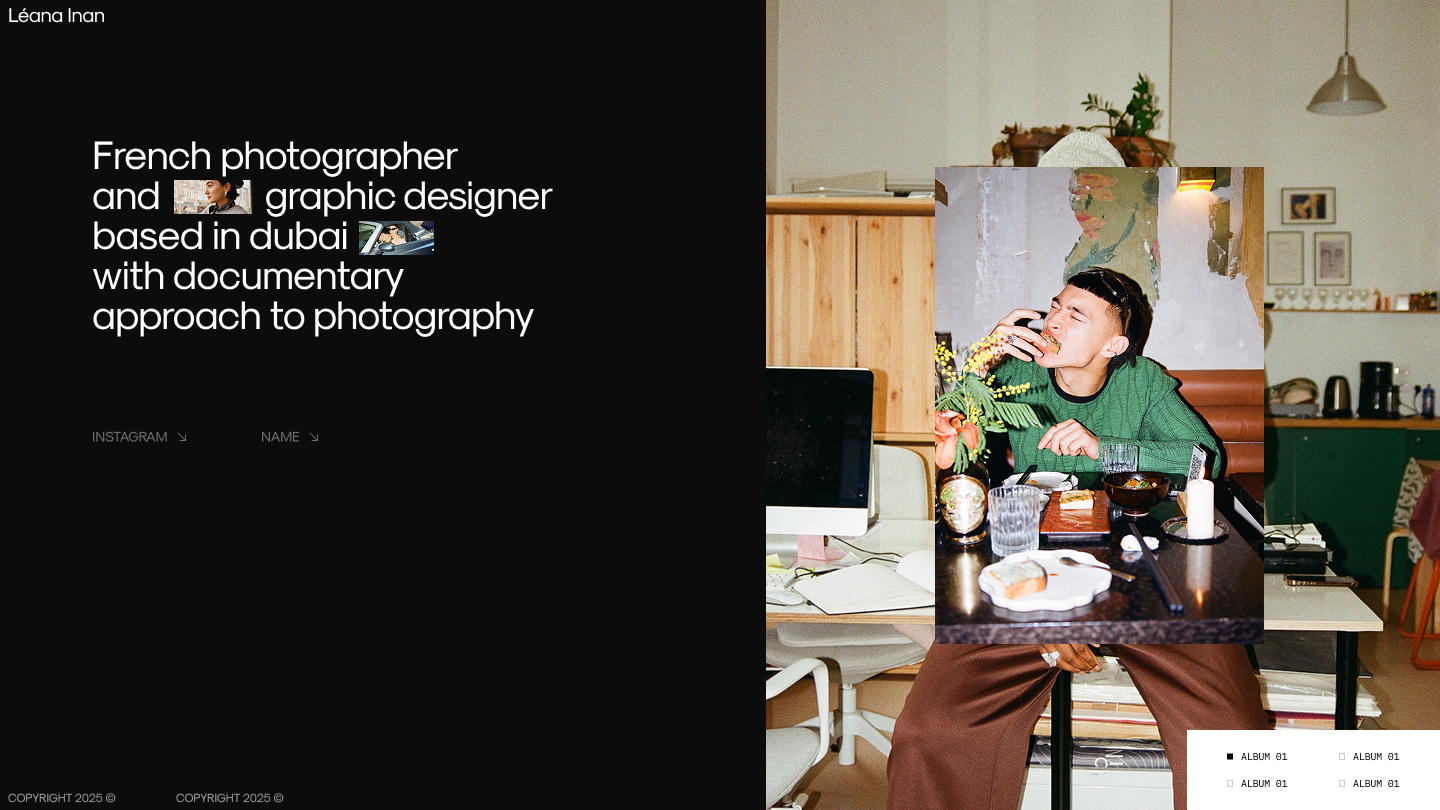 Léana Inan
French photographer
and graphic designer
based in dubai
with documentary
approach to photography
INSTAGRAM ↘
NAME ↘
COPYRIGHT 2025 ©
COPYRIGHT 2025 ©
ALBUM 01
ALBUM 01
ALBUM 01
ALBUM 01